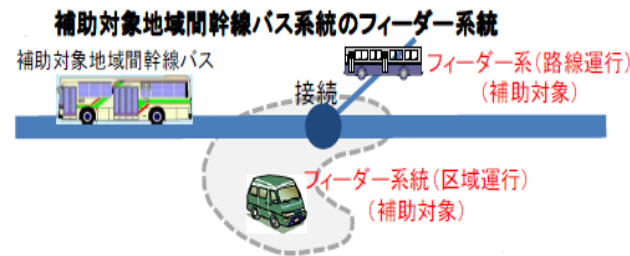 補助対象地域間幹線バス系統のフィーダー系統
補助対象地域間幹線バス
接続
フィーダー系(路線運行)
(補助対象)
フィーダー系統(区域運行)
(補助対象)